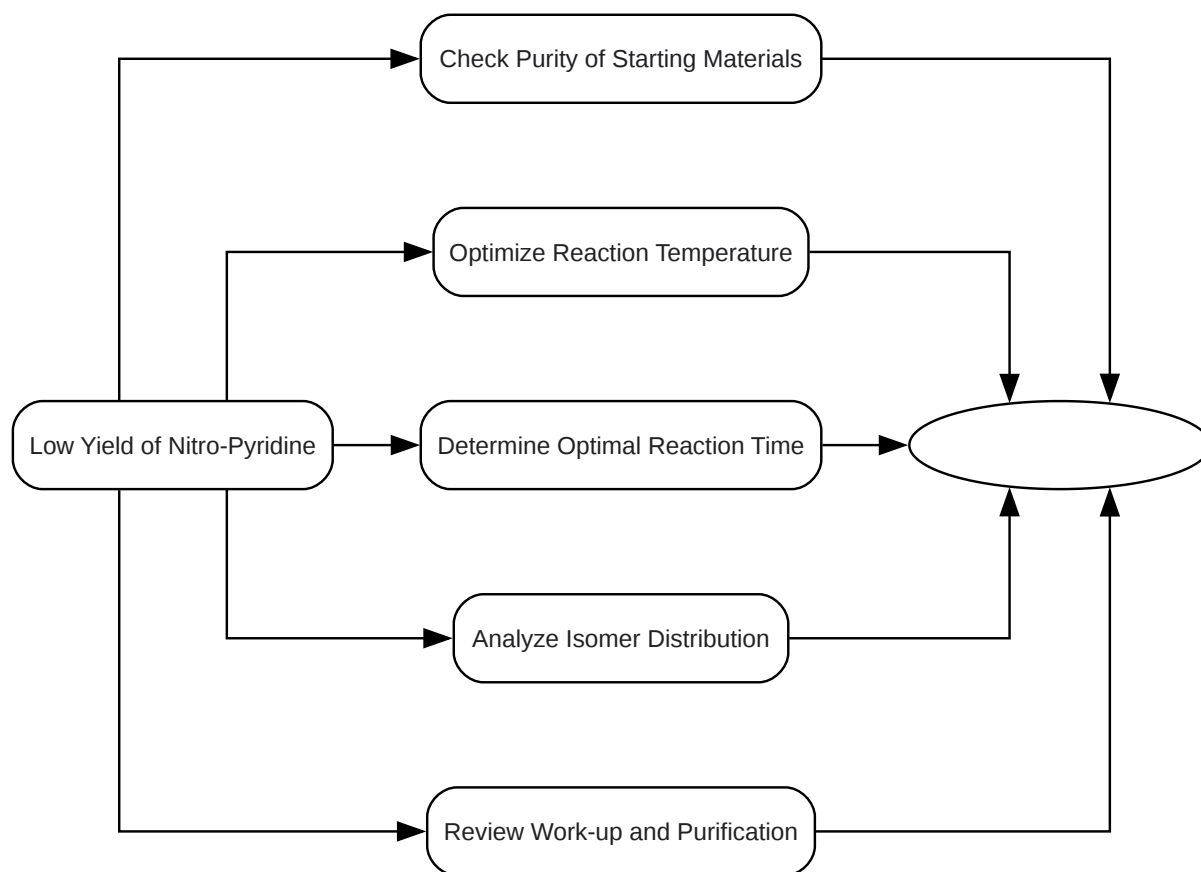 Check Purity of Starting Materials
Optimize Reaction Temperature
Low Yield of Nitro-Pyridine
Determine Optimal Reaction Time
Analyze Isomer Distribution
Review Work-up and Purification